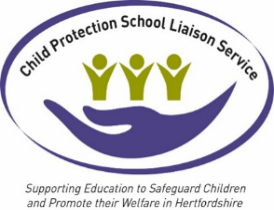 Child Protection School Liaison Service
Supporting Education to Safeguard Children
and Promote their Welfare in Hertfordshire